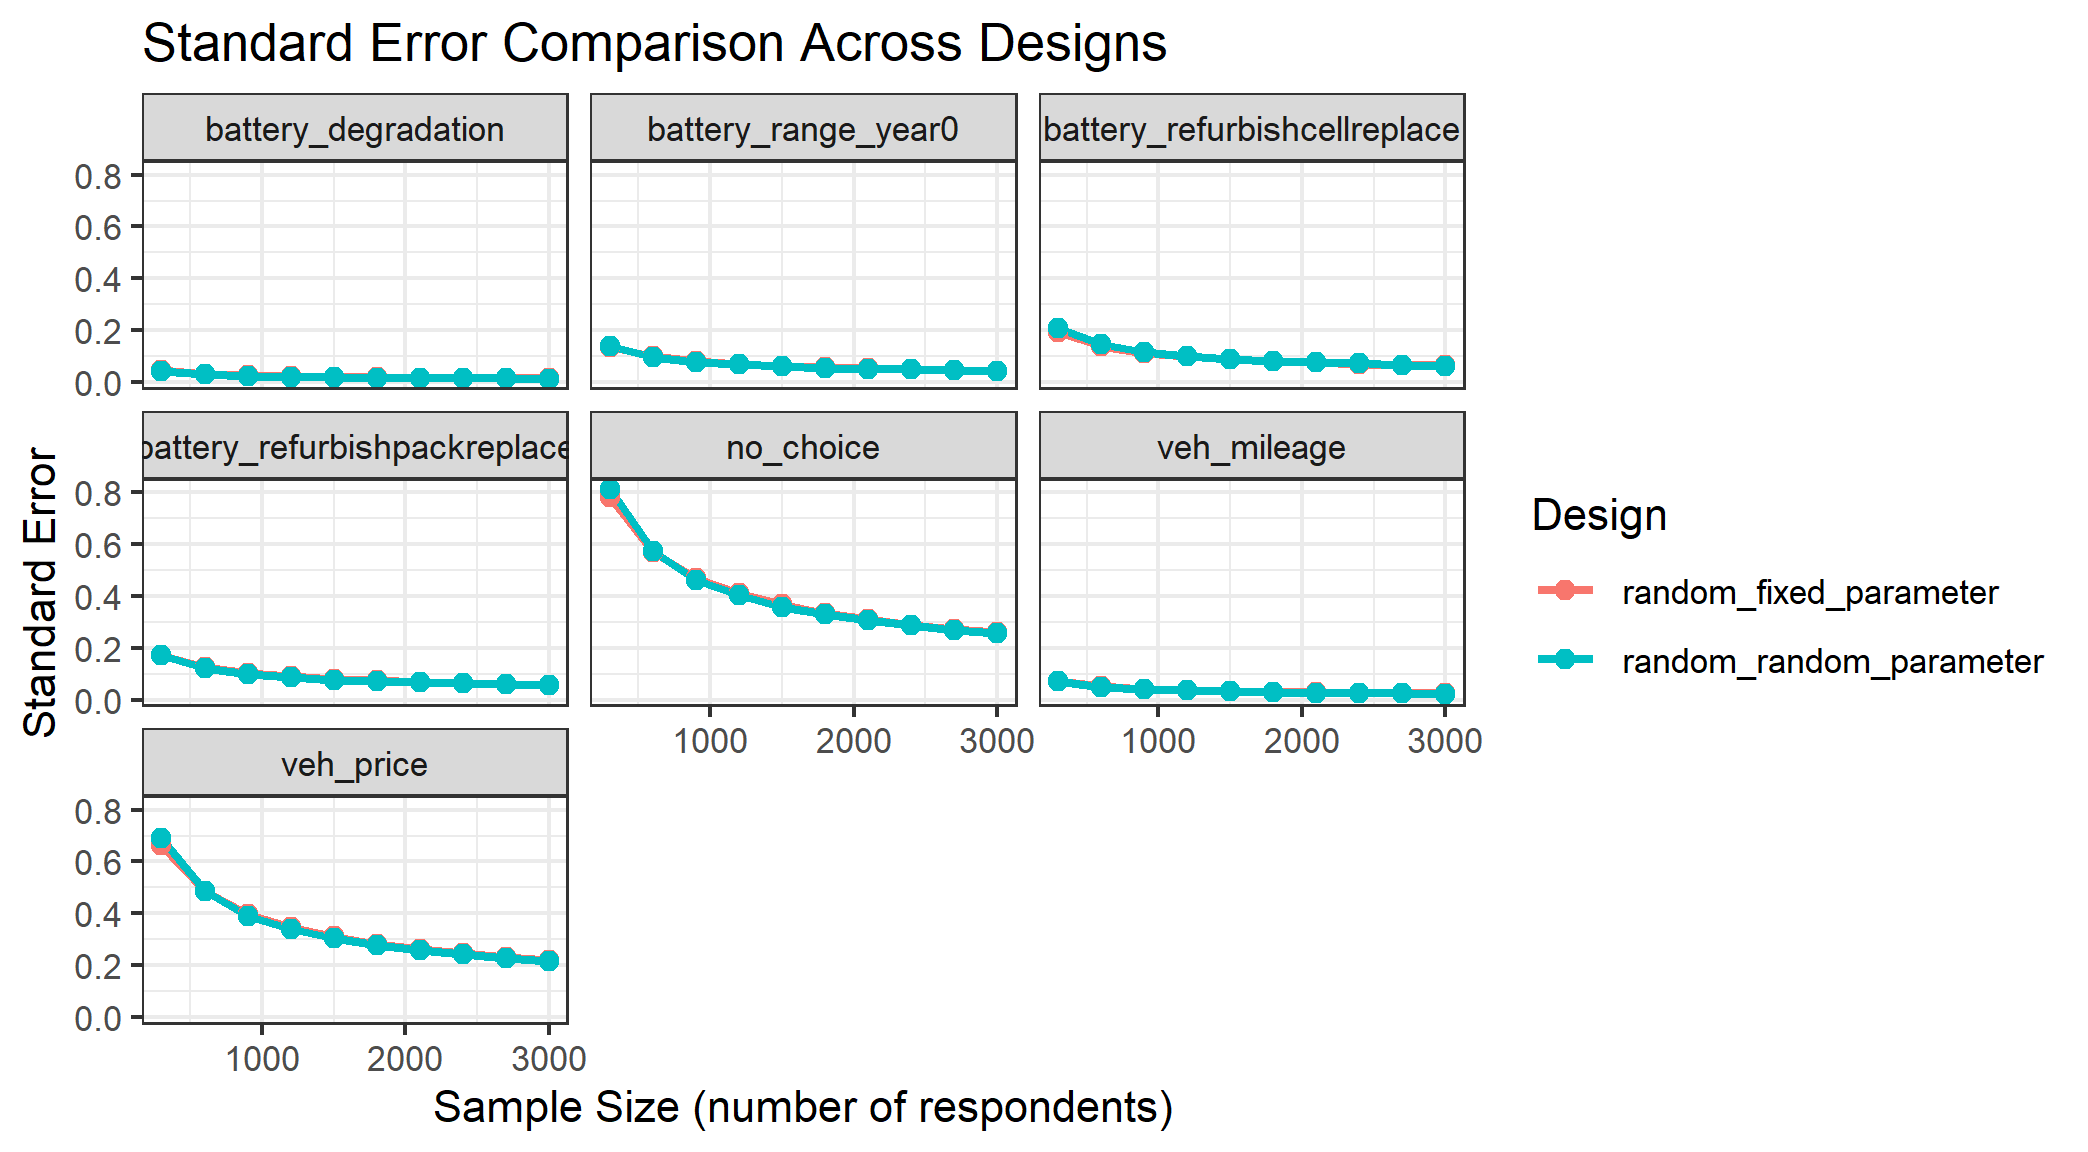 Standard Error Comparison Across Designs
battery_degradation
battery_range_year0
battery_refurbishcellreplace
0.8
0.6
0.4
0.2
0.0
battery_refurbishpackreplace
no_choice
veh_mileage
0.8
0.6
0.4
0.2
0.0
1000 2000 3000
1000 2000 3000
veh_price
0.8
0.6
0.4
0.2
0.0
1000 2000 3000
Standard Error
Sample Size (number of respondents)
Design
random_fixed_parameter
random_random_parameter